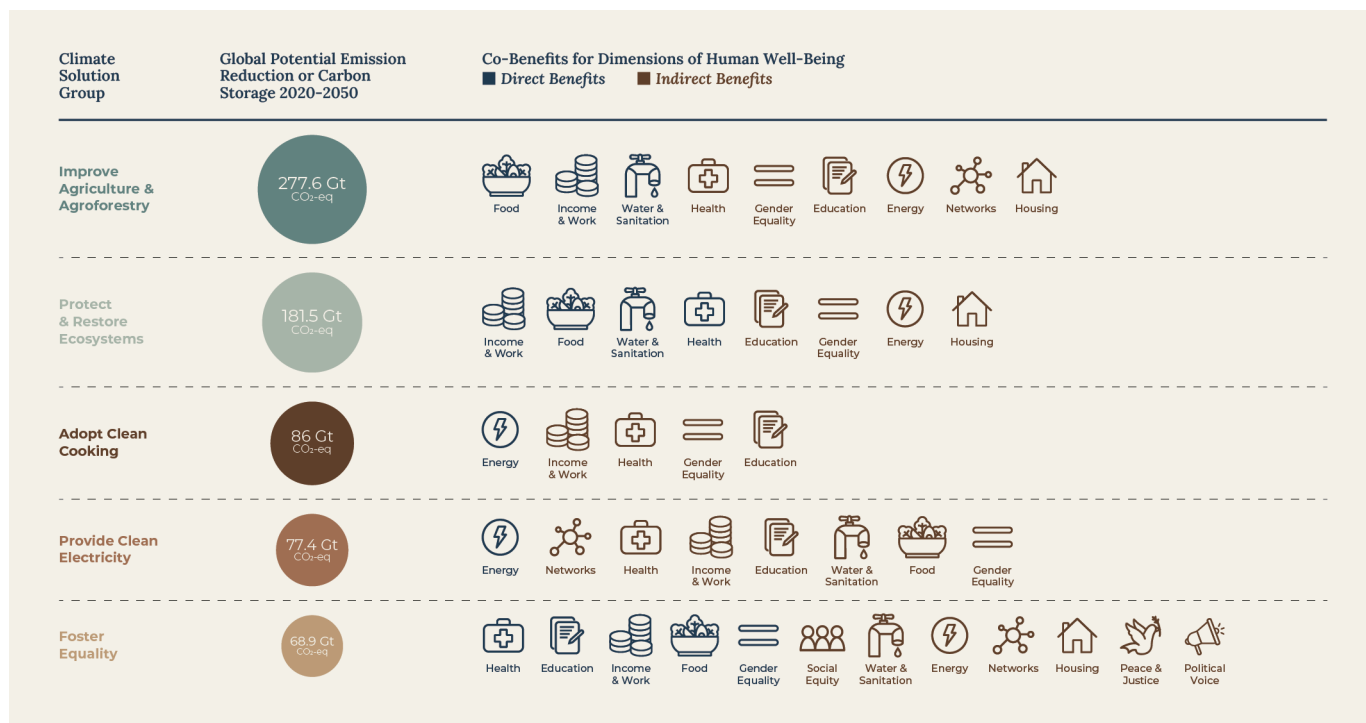 Climate
Solution
Group
Global Potential Emission
Reduction or Carbon
Storage 2020-2050
Co-Benefits for Dimensions of Human Well-Being
Direct Benefits
Indirect Benefits
Improve
Agriculture &
Agroforestry
277.6 Gt
CO₂-eq
Food
Income
& Work
Water &
Sanitation
Health
Gender
Equality
Education
Energy
Networks
Housing
Protect
& Restore
Ecosystems
181.5 Gt
CO₂-eq
Income
& Work
Food
Water &
Sanitation
Health
Education
Gender
Equality
Energy
Housing
Adopt Clean
Cooking
86 Gt
CO₂-eq
Energy
Income
& Work
Health
Gender
Equality
Education
Provide Clean
Electricity
77.4 Gt
CO₂-eq
Energy
Networks
Health
Income
& Work
Education
Water &
Sanitation
Food
Gender
Equality
Foster
Equality
68.9 Gt
CO₂-eq
Health
Education
Income
& Work
Food
Gender
Equality
Social
Equity
Water &
Sanitation
Energy
Networks
Housing
Peace &
Justice
Political
Voice